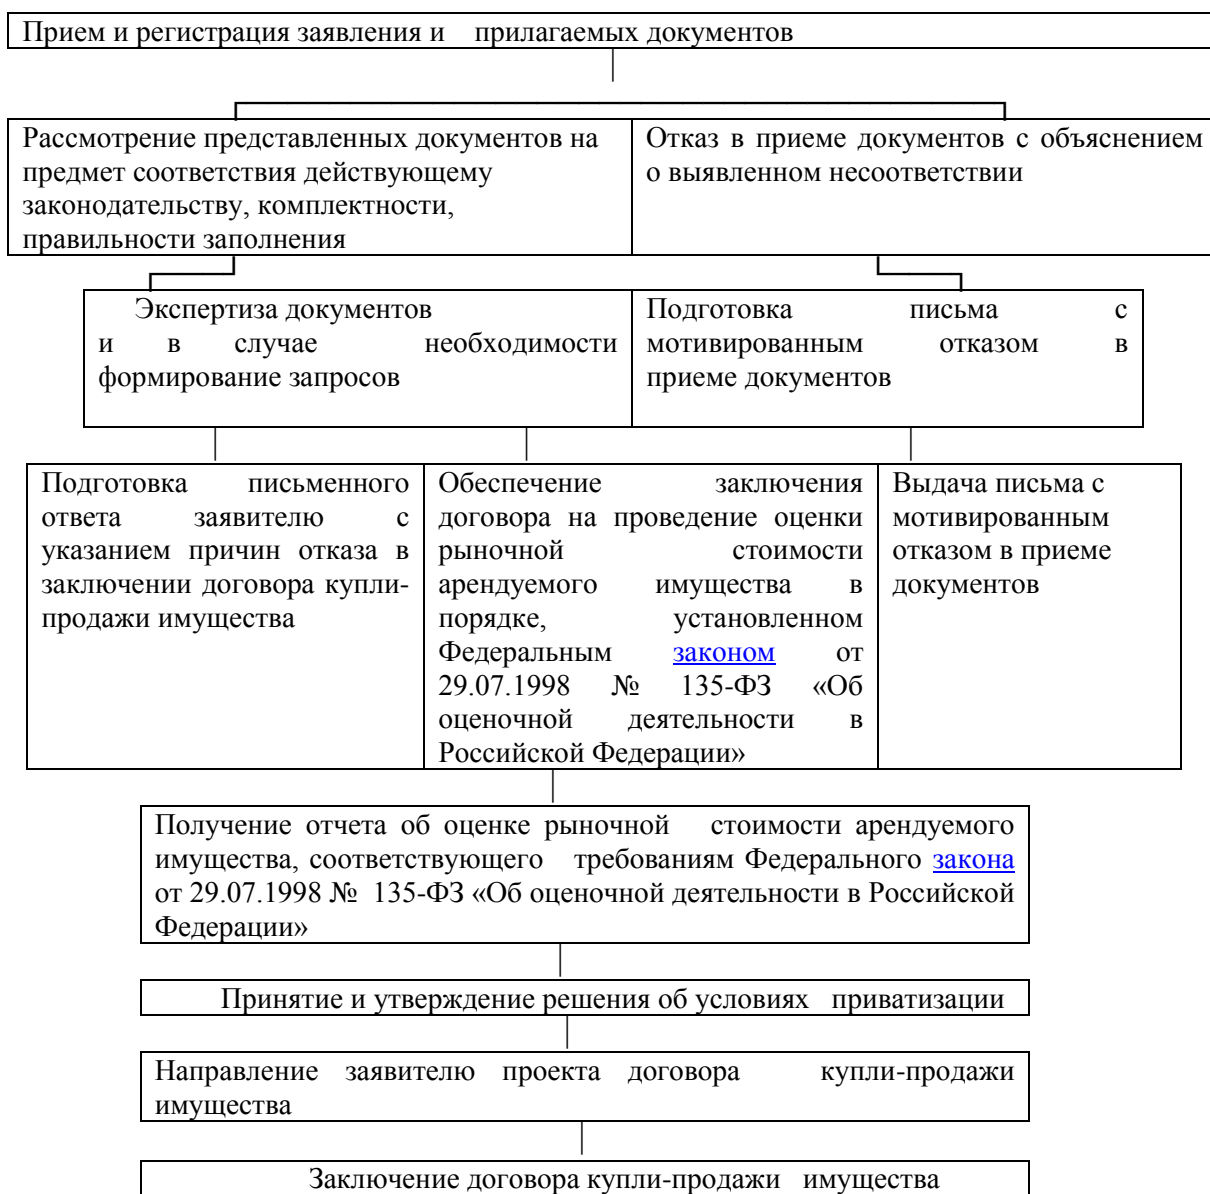 Прием и регистрация заявления и прилагаемых документов
Рассмотрение представленных документов на
предмет соответствия действующему
законодательству, комплектности,
правильности заполнения
Отказ в приеме документов с объяснением
о выявленном несоответствии
Экспертиза документов
и в случае необходимости
формирование запросов
Подготовка письма с
мотивированным отказом в
приеме документов
Подготовка письменного
ответа заявителю с
указанием причин отказа в
заключении договора купли-
продажи имущества
Обеспечение заключения
договора на проведение оценки
рыночной стоимости
арендуемого имущества в
порядке, установленном
Федеральным законом от
29.07.1998 № 135-ФЗ «Об
оценочной деятельности в
Российской Федерации»
Выдача письма с
мотивированным
отказом в приеме
документов
Получение отчета об оценке рыночной стоимости арендуемого
имущества, соответствующего требованиям Федерального закона
от 29.07.1998 № 135-ФЗ «Об оценочной деятельности в Российской
Федерации»
Принятие и утверждение решения об условиях приватизации
Направление заявителю проекта договора купли-продажи
имущества
Заключение договора купли-продажи имущества